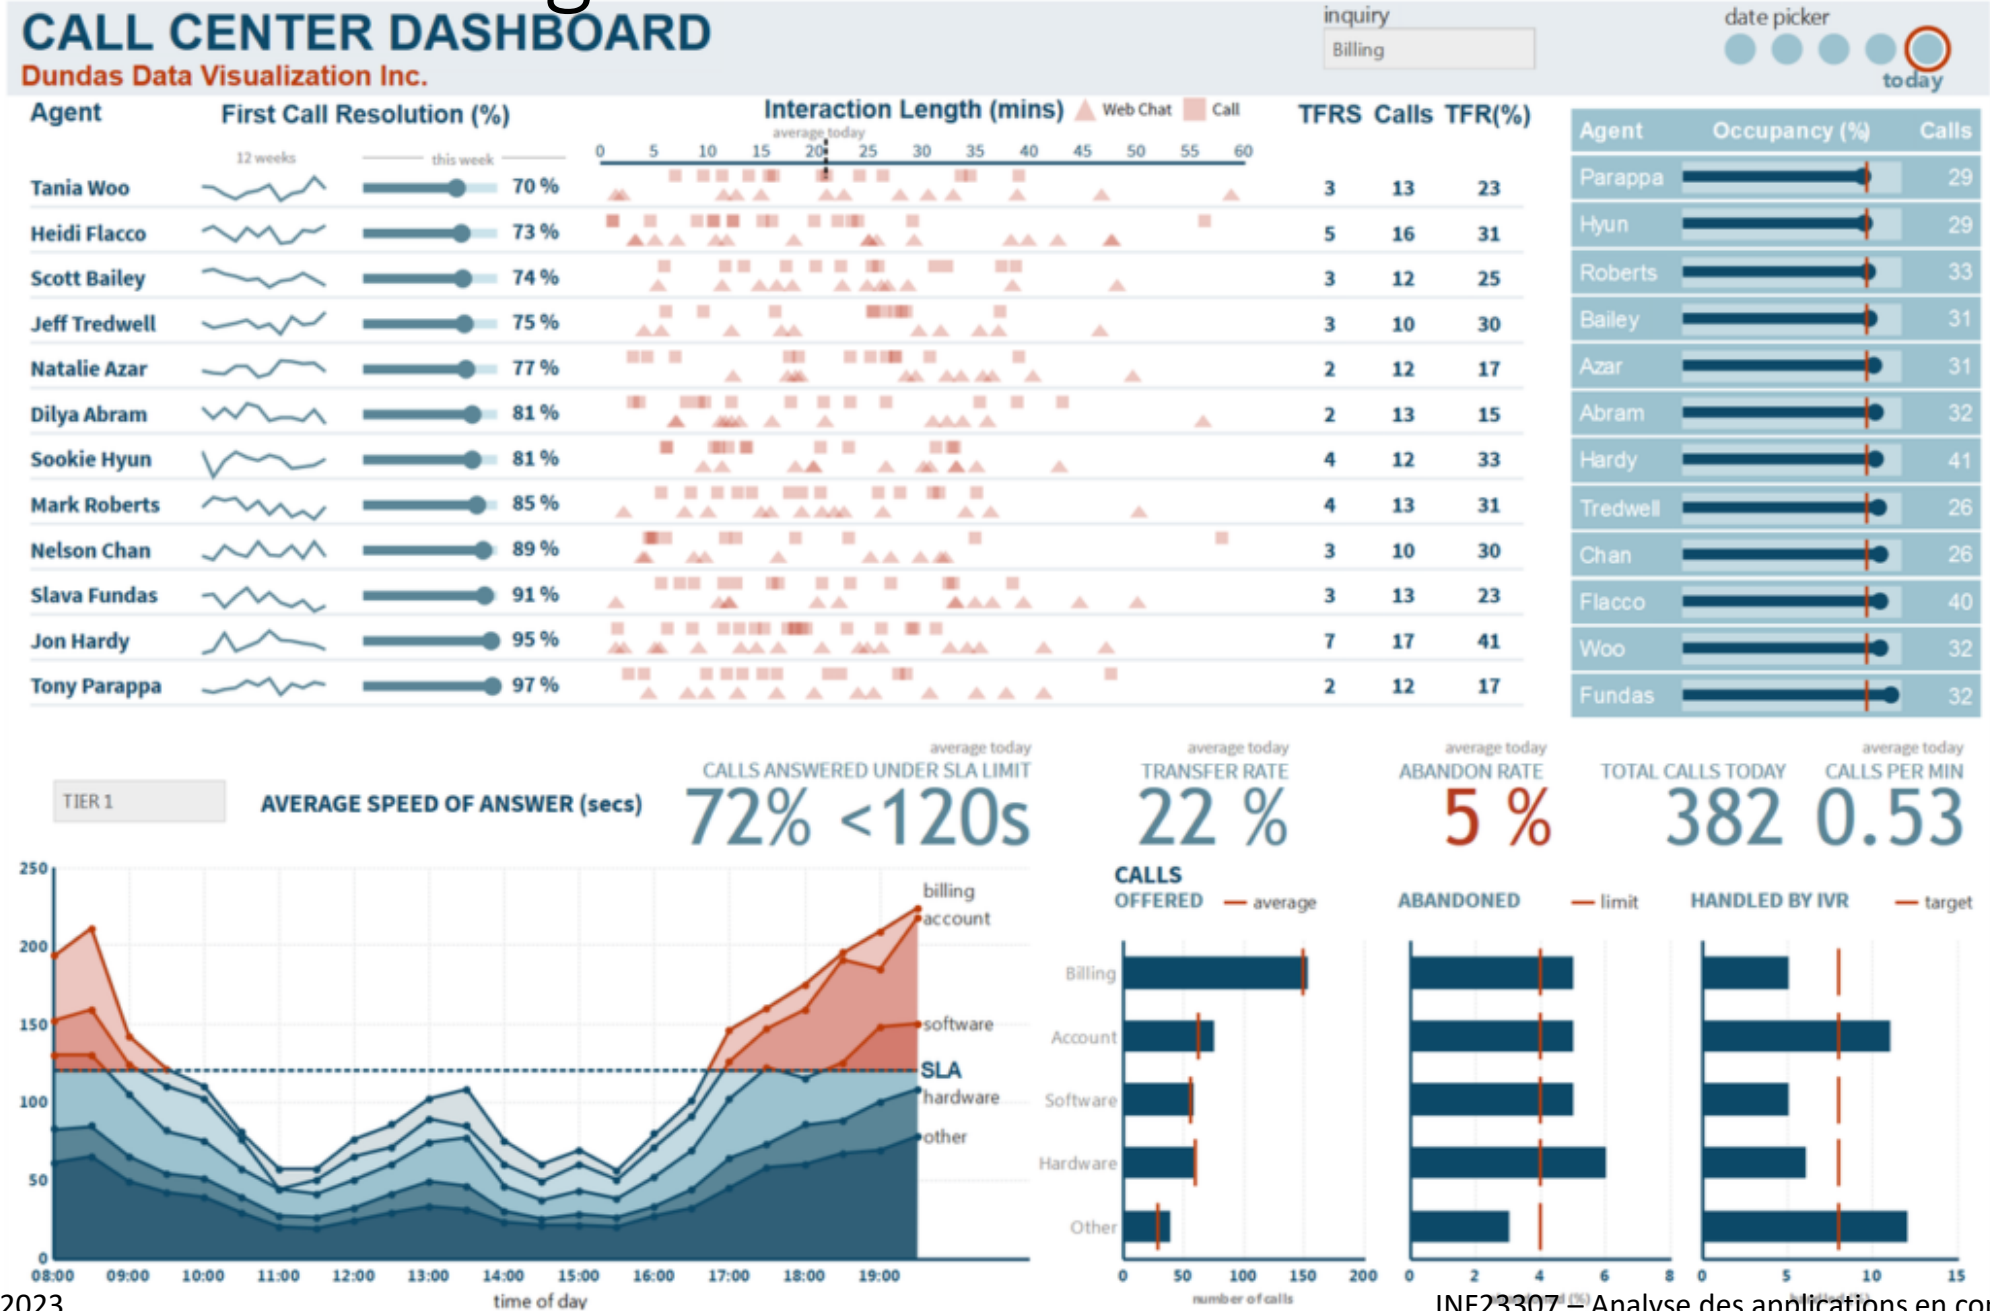 g
CALL CENTER DASHBOARD
Dundas Data Visualization Inc.
inquiry
Billing
date picker
today
Agent First Call Resolution (%) Interaction Length (mins) Web Chat Call TFRS Calls TFR(%)
12 weeks this week average today
0 5 10 15 20 25 30 35 40 45 50 55 60
Tania Woo 70 % 3 13 23
Heidi Flacco 73 % 5 16 31
Scott Bailey 74 % 3 12 25
Jeff Tredwell 75 % 3 10 30
Natalie Azar 77 % 2 12 17
Dilya Abram 81 % 2 13 15
Sookie Hyun 81 % 4 12 33
Mark Roberts 85 % 4 13 31
Nelson Chan 89 % 3 10 30
Slava Fundas 91 % 3 13 23
Jon Hardy 95 % 7 17 41
Tony Parappa 97 % 2 12 17
Agent Occupancy (%) Calls
Parappa 29
Hyun 29
Roberts 33
Bailey 31
Azar 31
Abram 32
Hardy 41
Tredwell 26
Chan 26
Flacco 40
Woo 32
Fundas 32
TIER 1
AVERAGE SPEED OF ANSWER (secs)
average today
CALLS ANSWERED UNDER SLA LIMIT
72% <120s
average today
TRANSFER RATE
22 %
average today
ABANDON RATE
5 %
TOTAL CALLS TODAY
382
average today
CALLS PER MIN
0.53
250
200
150
100
50
0
billing
account
software
SLA
hardware
other
08:00 09:00 10:00 11:00 12:00 13:00 14:00 15:00 16:00 17:00 18:00 19:00
time of day
CALLS
OFFERED average
Billing
Account
Software
Hardware
Other
0 50 100 150 200
number of calls
ABANDONED limit
0 2 4 6 8
HANDLED BY IVR target
0 5 10 15
2023
INF23307 – Analyse des applications en co